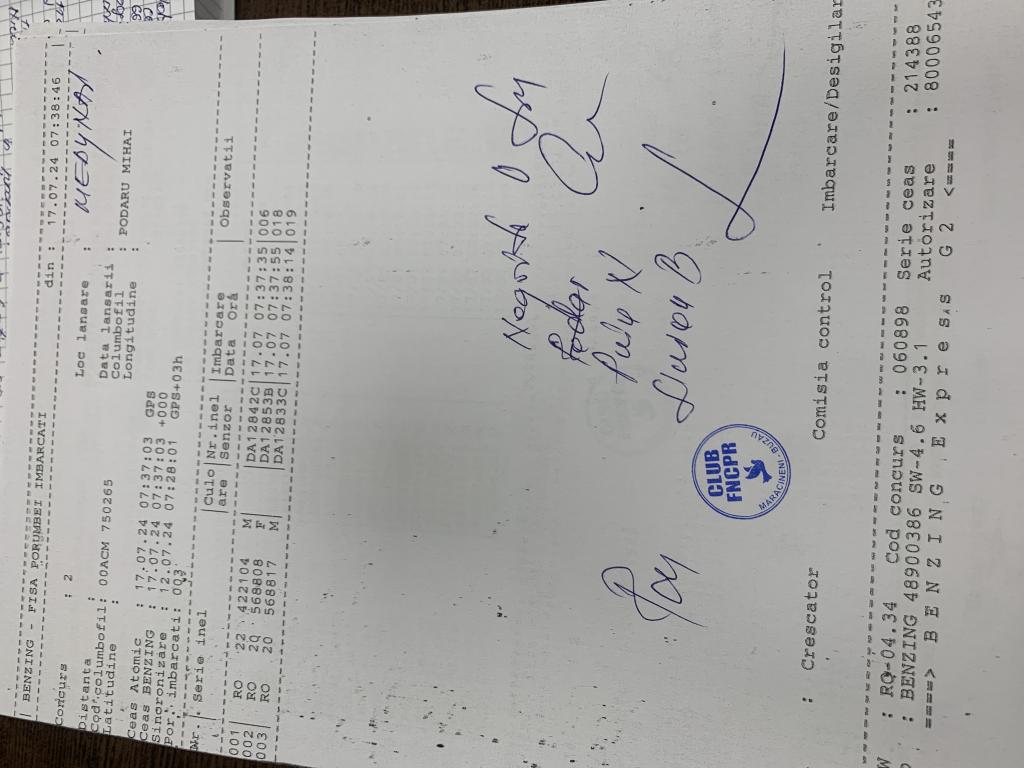 | BENZING - FISA PORUMBEI IMBARCATI din : 17.07.24 07:38:46 |
Concurs : 2 Loc lansare : MEDYKA
Distanta : Data lansarii :
Cod columbofil: 00ACM 750265 Columbofil : PODARU MIHAI
Latitudine : Longitudine :
Ceas Atomic : 17.07.24 07:37:03 GPS
Ceas BENZING : 17.07.24 07:37:03 +000
Sincronizare : 12.07.24 07:28:01 GPS+03h
Por. imbarcati: 003
Nr. | Serie inel |Culo|Nr.inel |Imbarcare | Observatii
|are |Senzor |Data Oră |
001| RO 22 422104 M| |DA12842C|17.07 07:37:35|006
002| RO 20 568808 F| |DA12853B|17.07 07:37:55|018
003| RO 20 568817 M| |DA12833C|17.07 07:38:14|019
CLUB
FNCPR
MARACINENI - BUZAU
: Crescator Comisia control Imbarcare/Desigilar
: RO-04.34 Cod concurs : 060898 Serie ceas : 214388
: BENZING 48900386 SW-4.6 HW-3.1 Autorizare : 80006543
====> B E N Z I N G E x p r e s s G 2 <====